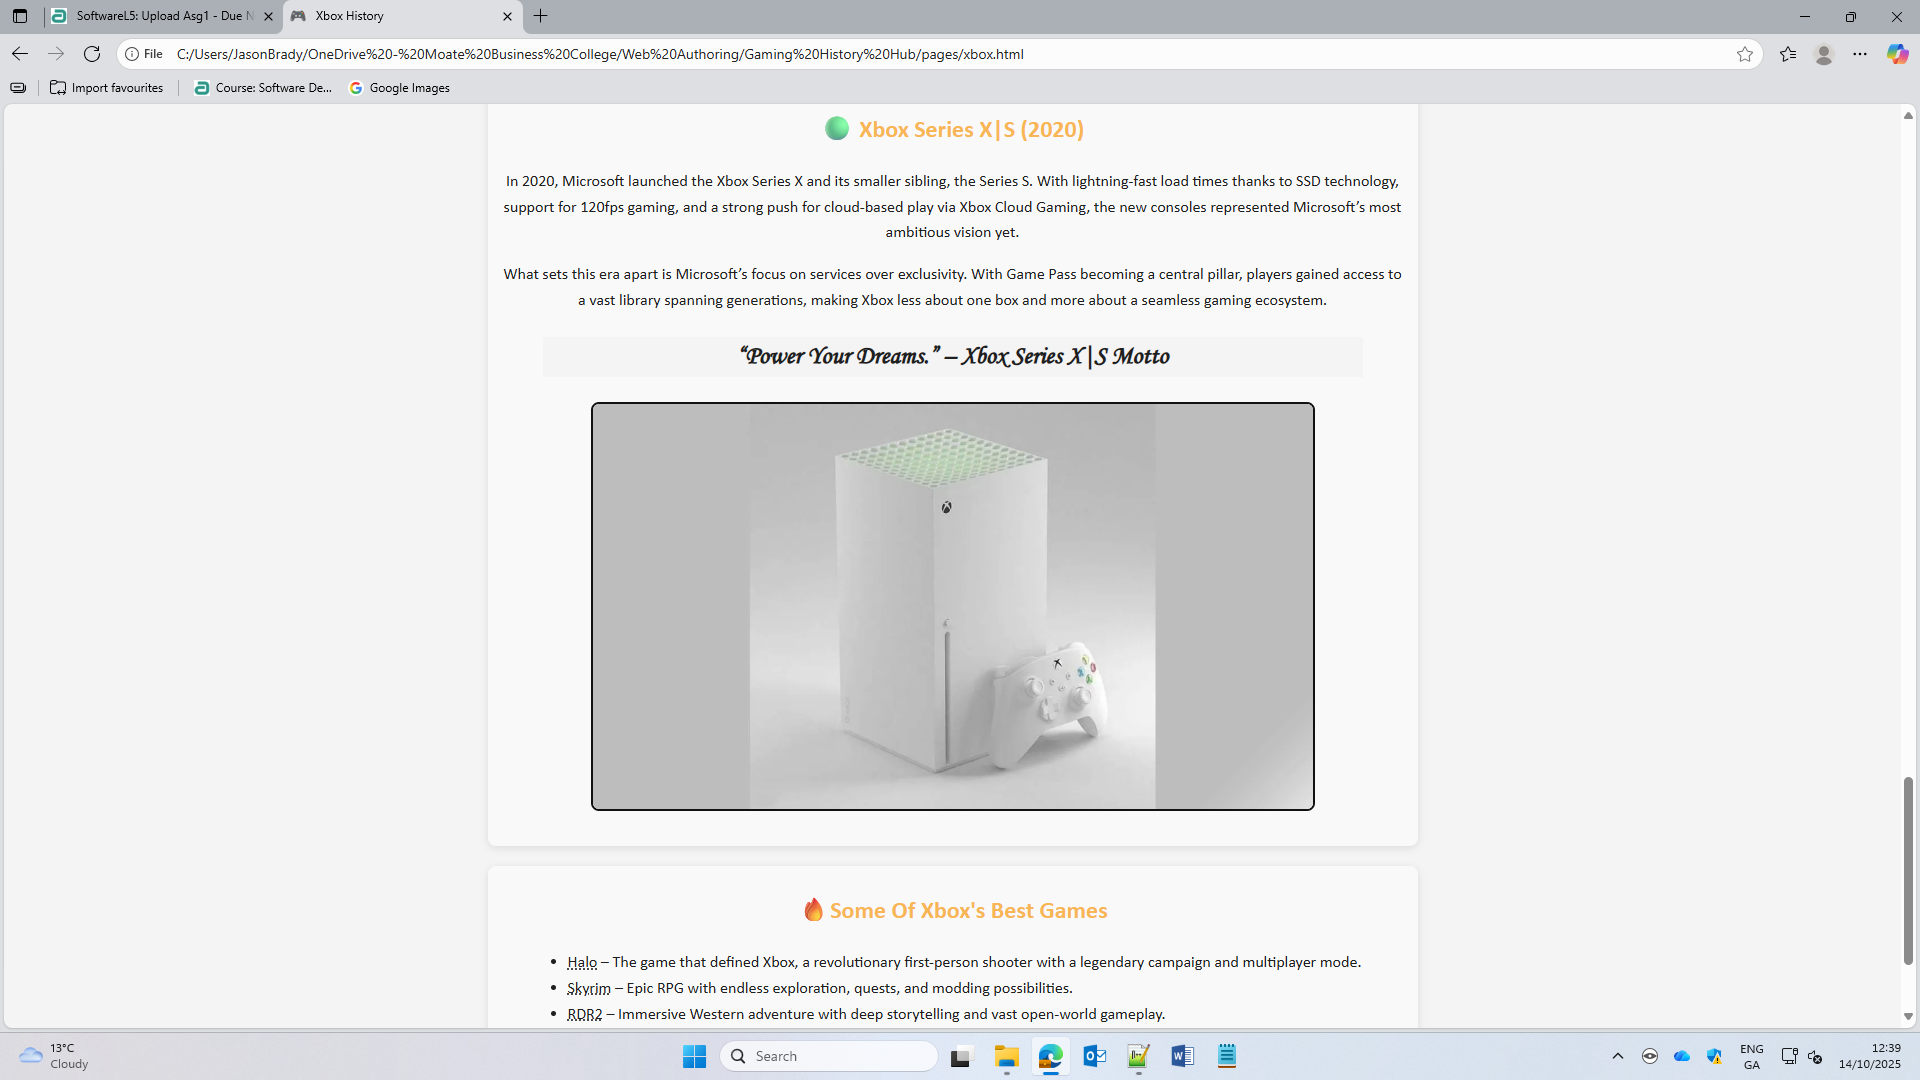 SoftwareL5: Upload Asg1 - Due N
Xbox History
File
C:/Users/JasonBrady/OneDrive%20-%20Moate%20Business%20College/Web%20Authoring/Gaming%20History%20Hub/pages/xbox.html
Import favourites
Course: Software De...
Google Images
Xbox Series X|S (2020)
In 2020, Microsoft launched the Xbox Series X and its smaller sibling, the Series S. With lightning-fast load times thanks to SSD technology,
support for 120fps gaming, and a strong push for cloud-based play via Xbox Cloud Gaming, the new consoles represented Microsoft’s most
ambitious vision yet.
What sets this era apart is Microsoft’s focus on services over exclusivity. With Game Pass becoming a central pillar, players gained access to
a vast library spanning generations, making Xbox less about one box and more about a seamless gaming ecosystem.
“Power Your Dreams.” – Xbox Series X|S Motto
Some Of Xbox's Best Games
• Halo – The game that defined Xbox, a revolutionary first-person shooter with a legendary campaign and multiplayer mode.
• Skyrim – Epic RPG with endless exploration, quests, and modding possibilities.
• RDR2 – Immersive Western adventure with deep storytelling and vast open-world gameplay.
13°C
Cloudy
Search
ENG
GA
12:39
14/10/2025